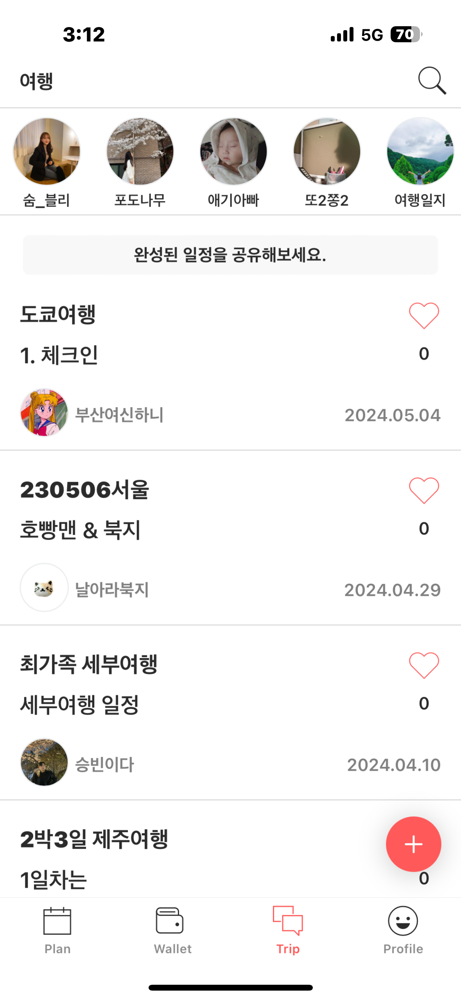 3:12
5G 70
여행
숨_블리
포도나무
애기아빠
또2쫑2
여행일지
완성된 일정을 공유해보세요.
도쿄여행
1. 체크인
0
부산여신하니
2024.05.04
230506서울
호빵맨 & 북지
0
날아라북지
2024.04.29
최가족 세부여행
세부여행 일정
0
승빈이다
2024.04.10
2박3일 제주여행
1일차는
0
Plan
Wallet
Trip
Profile